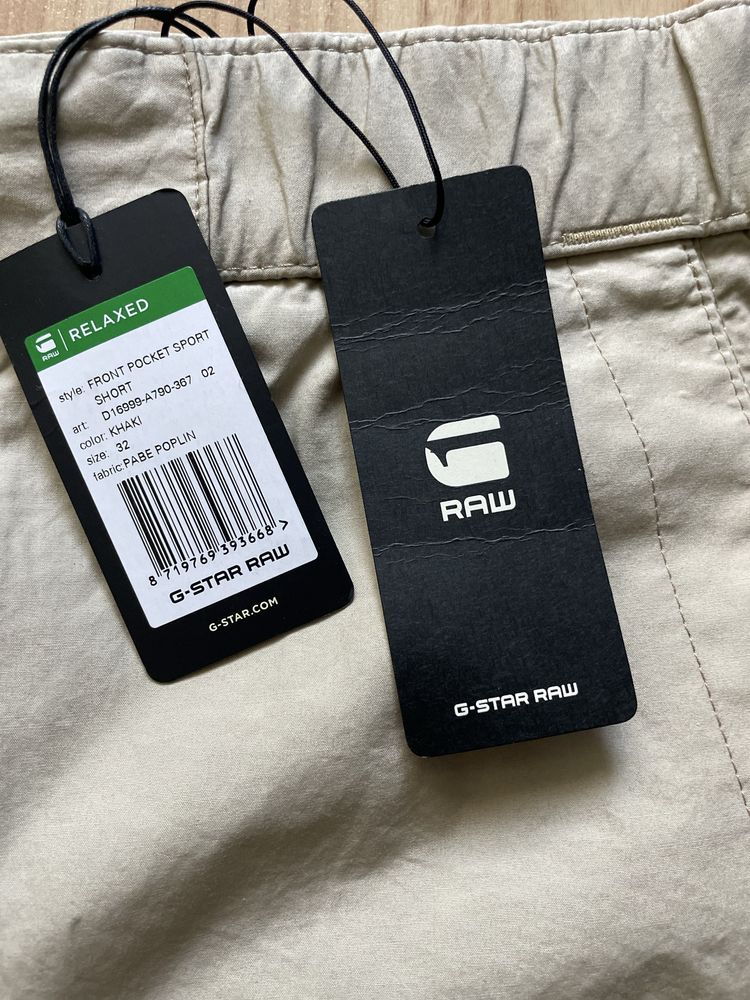 RAW
RELAXED
style: FRONT POCKET SPORT
SHORT
art: D16999-A790-367 02
color: KHAKI
size: 32
fabric: PABE POPLIN
8 719769 393668 >
G-STAR RAW
G-STAR.COM
RAW
G-STAR RAW